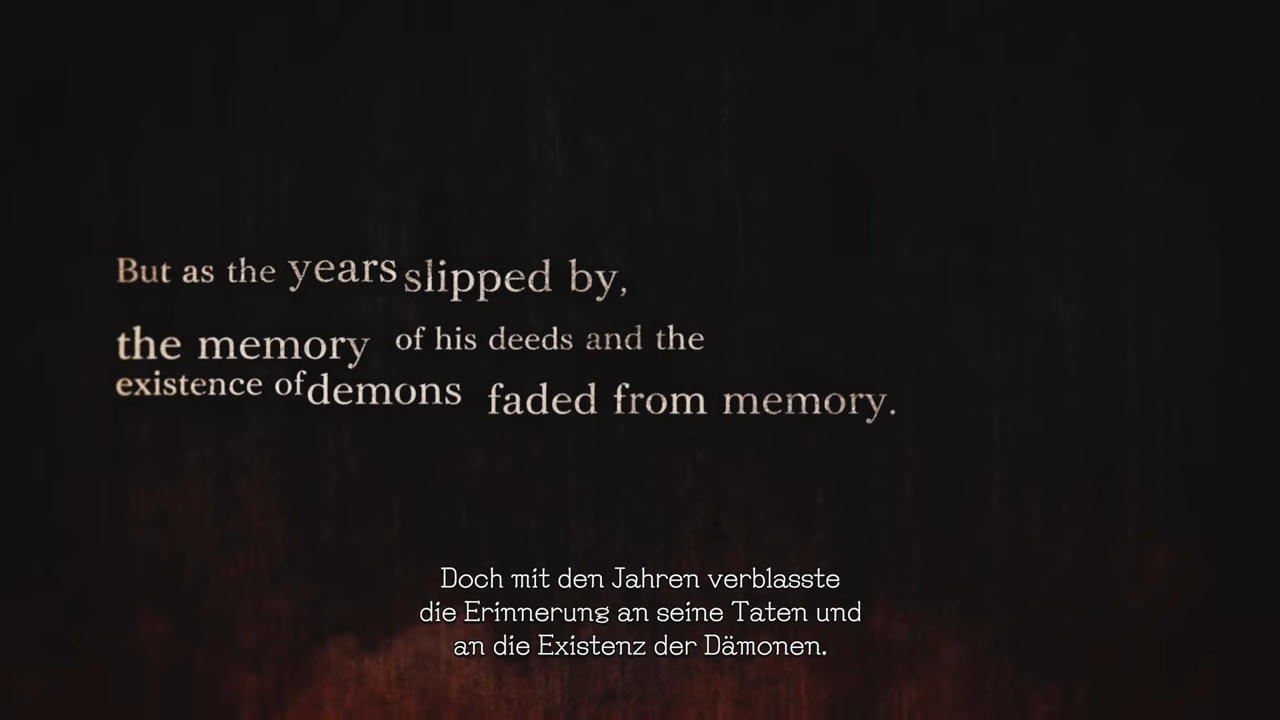 But as the years slipped by,
the memory of his deeds and the
existence of demons faded from memory.
Doch mit den Jahren verblasste
die Erinnerung an seine Taten und
an die Existenz der Dämonen.